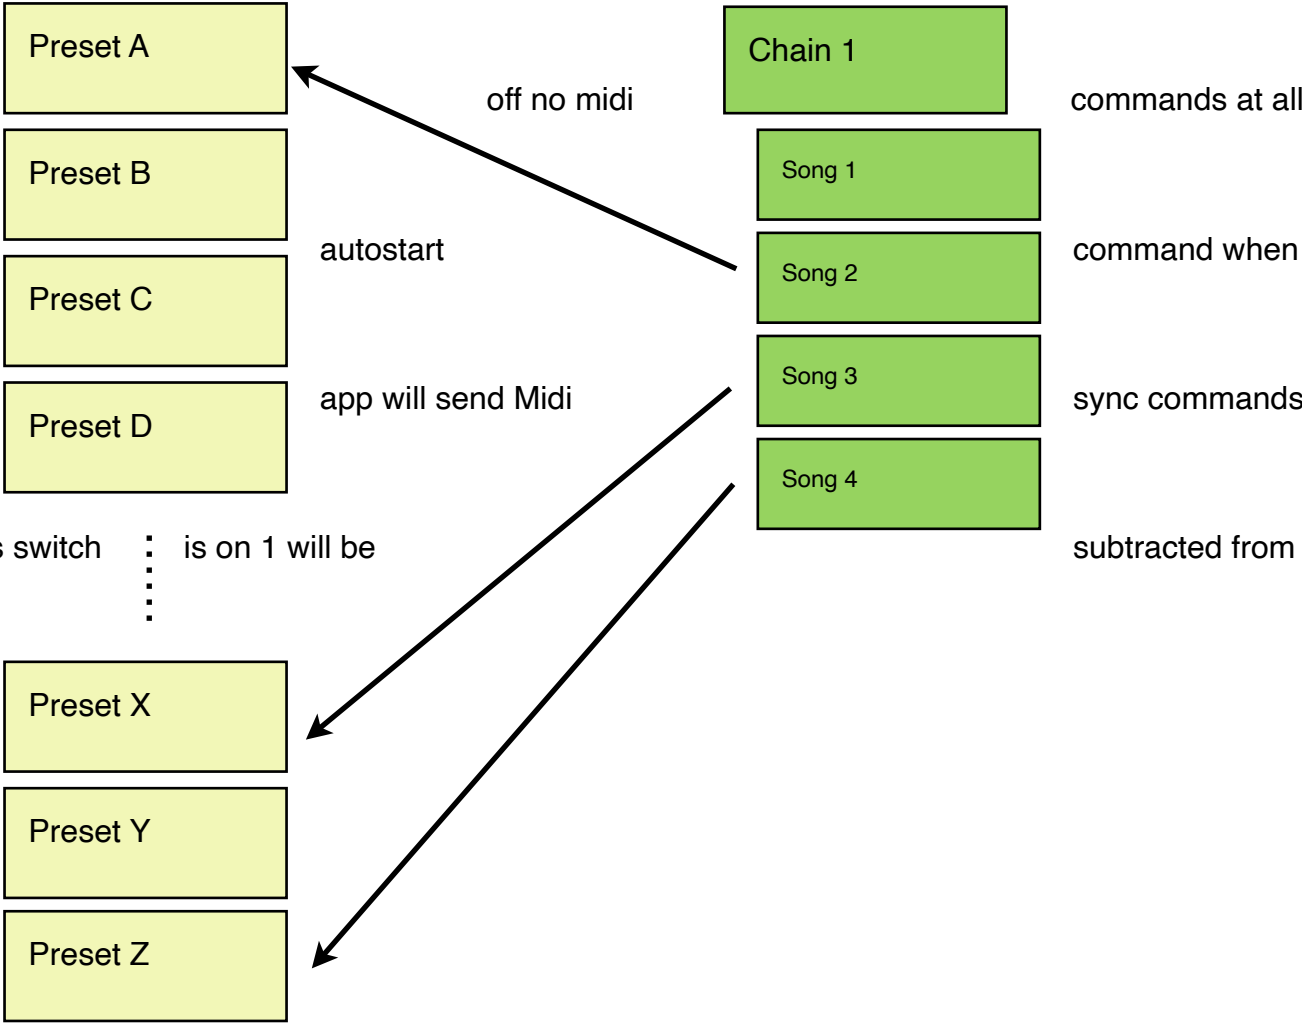 Preset A
Chain 1
off no midi
commands at all
Preset B
Song 1
autostart
command when
Song 2
Preset C
Song 3
app will send Midi
sync commands
Preset D
Song 4
switch
is on 1 will be
subtracted from
Preset X
Preset Y
Preset Z